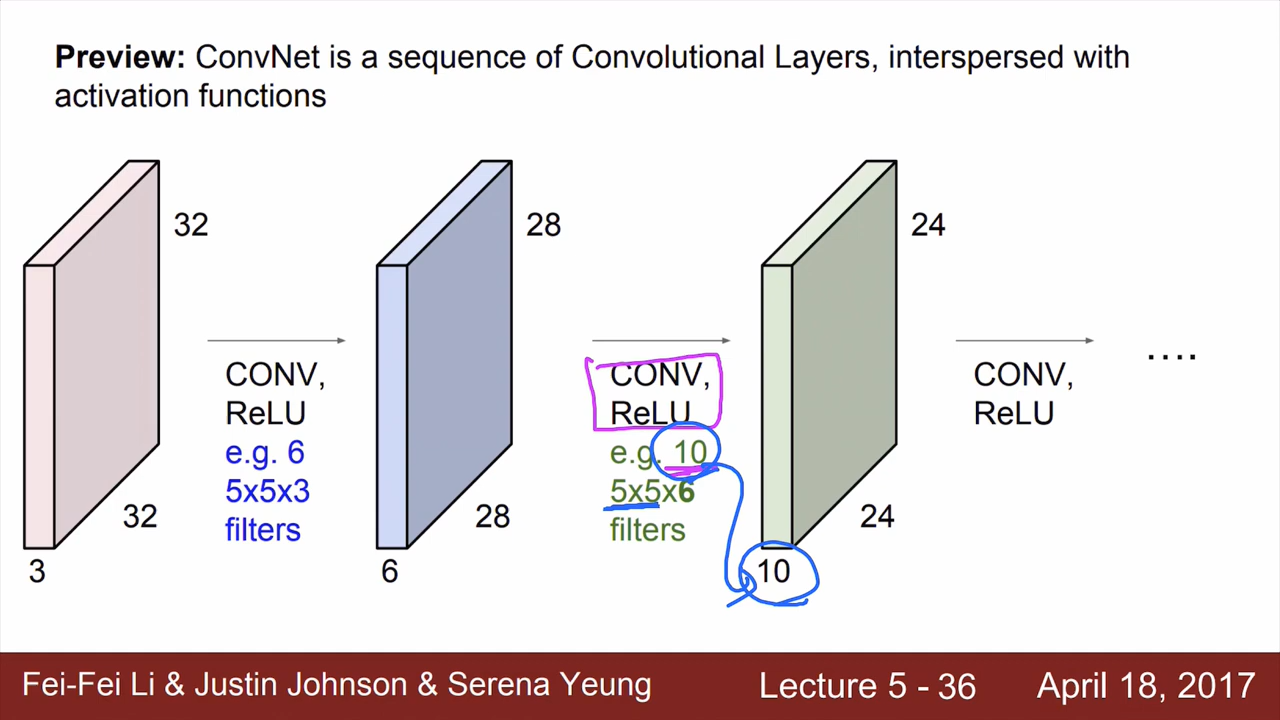 Preview: ConvNet is a sequence of Convolutional Layers, interspersed with
activation functions
32
32
3
CONV,
ReLU
e.g. 6
5x5x3
filters
28
28
6
CONV,
ReLU
e.g. 10
5x5x6
filters
24
24
10
CONV,
ReLU
....
Fei-Fei Li & Justin Johnson & Serena Yeung
Lecture 5 - 36
April 18, 2017